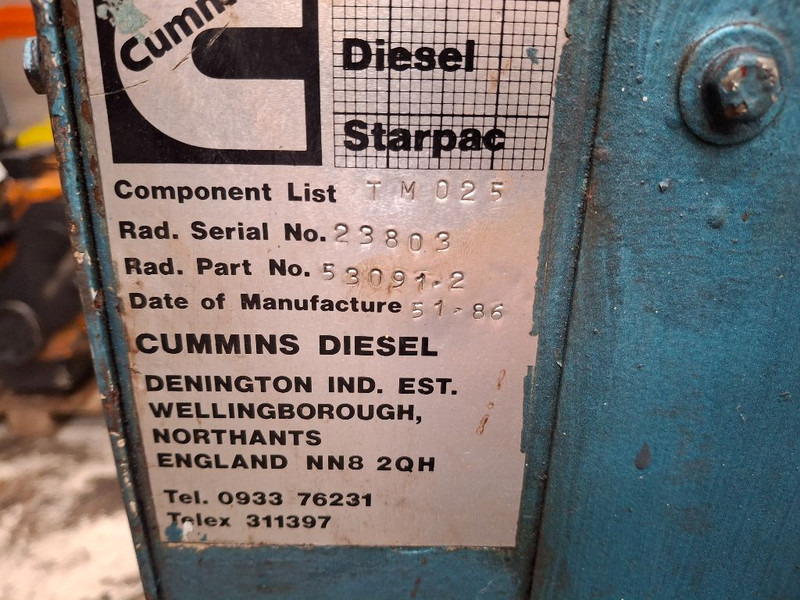 Diesel
Starpac
Component List TM025
Rad. Serial No. 23803
Rad. Part No. 53091-2
Date of Manufacture 51-86
CUMMINS DIESEL
DENINGTON IND. EST.
WELLINGBOROUGH,
NORTHANTS
ENGLAND NN8 2QH
Tel. 0933 76231
Telex 311397